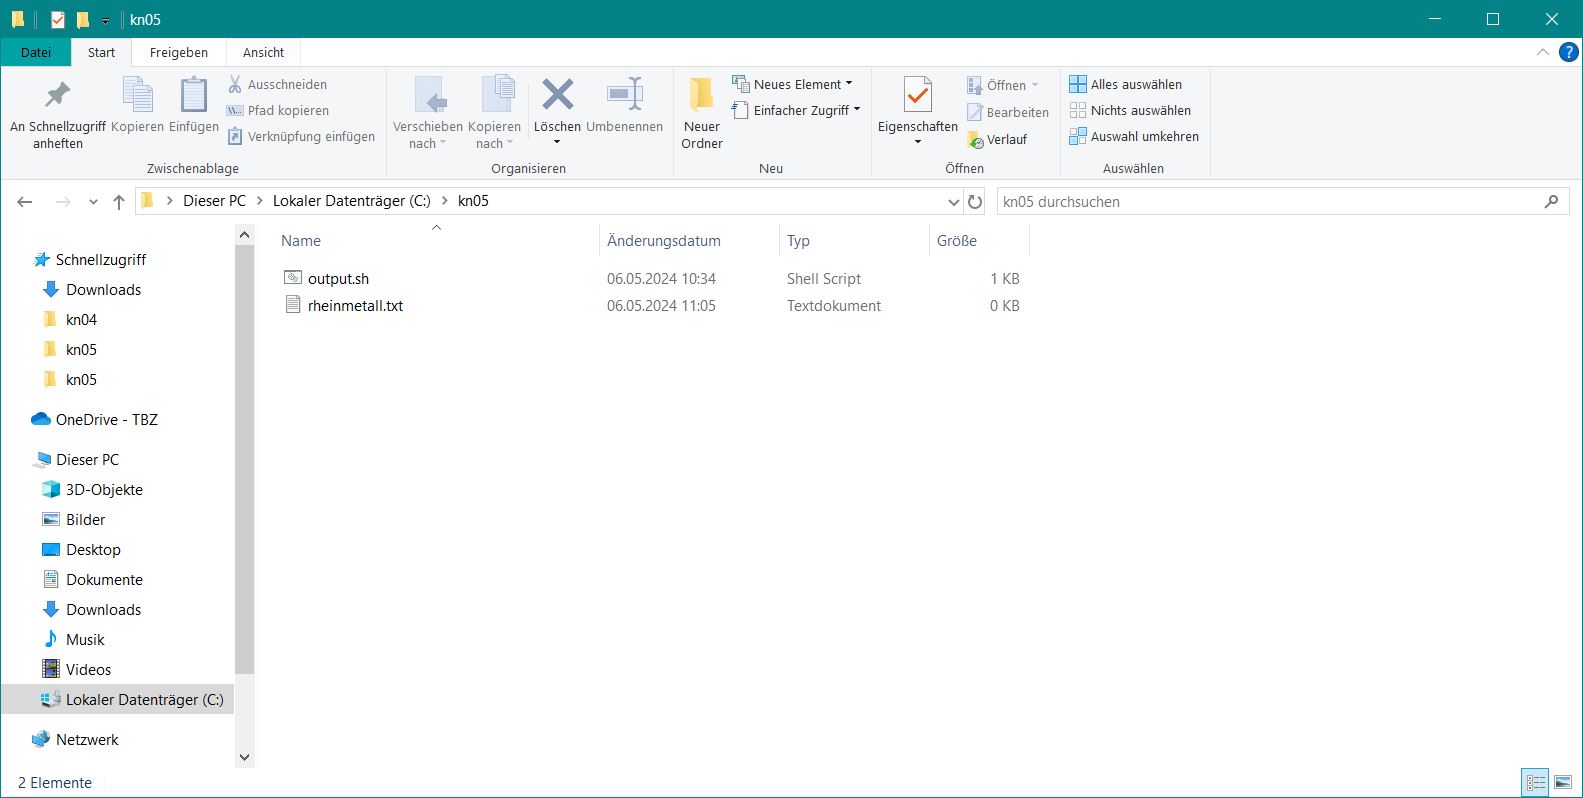 kn05
Datei Start Freigeben Ansicht
?
An Schnellzugriff anheften
Kopieren
Einfügen
Ausschneiden
Pfad kopieren
Verknüpfung einfügen
Zwischenablage
Verschieben nach
Kopieren nach
Löschen
Umbenennen
Organisieren
Neuer Ordner
Neues Element
Einfacher Zugriff
Neu
Eigenschaften
Öffnen
Bearbeiten
Verlauf
Öffnen
Alles auswählen
Nichts auswählen
Auswahl umkehren
Auswählen
Dieser PC > Lokaler Datenträger (C:) > kn05
kn05 durchsuchen
Schnellzugriff
Downloads
kn04
kn05
kn05
OneDrive - TBZ
Dieser PC
3D-Objekte
Bilder
Desktop
Dokumente
Downloads
Musik
Videos
Lokaler Datenträger (C:)
Netzwerk
Name Änderungsdatum Typ Größe
output.sh 06.05.2024 10:34 Shell Script 1 KB
rheinmetall.txt 06.05.2024 11:05 Textdokument 0 KB
2 Elemente